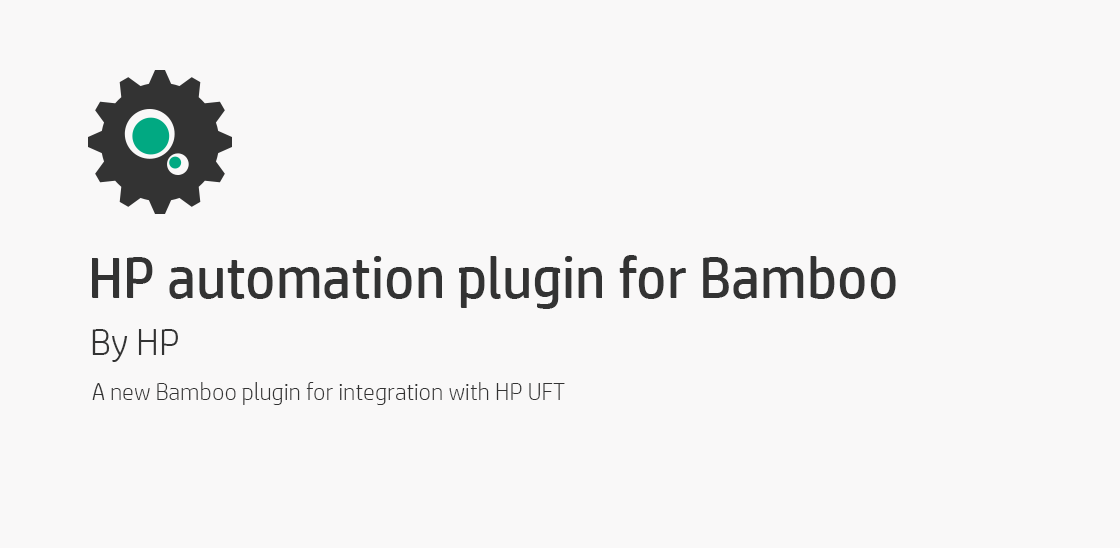 HP automation plugin for Bamboo
By HP
A new Bamboo plugin for integration with HP UFT